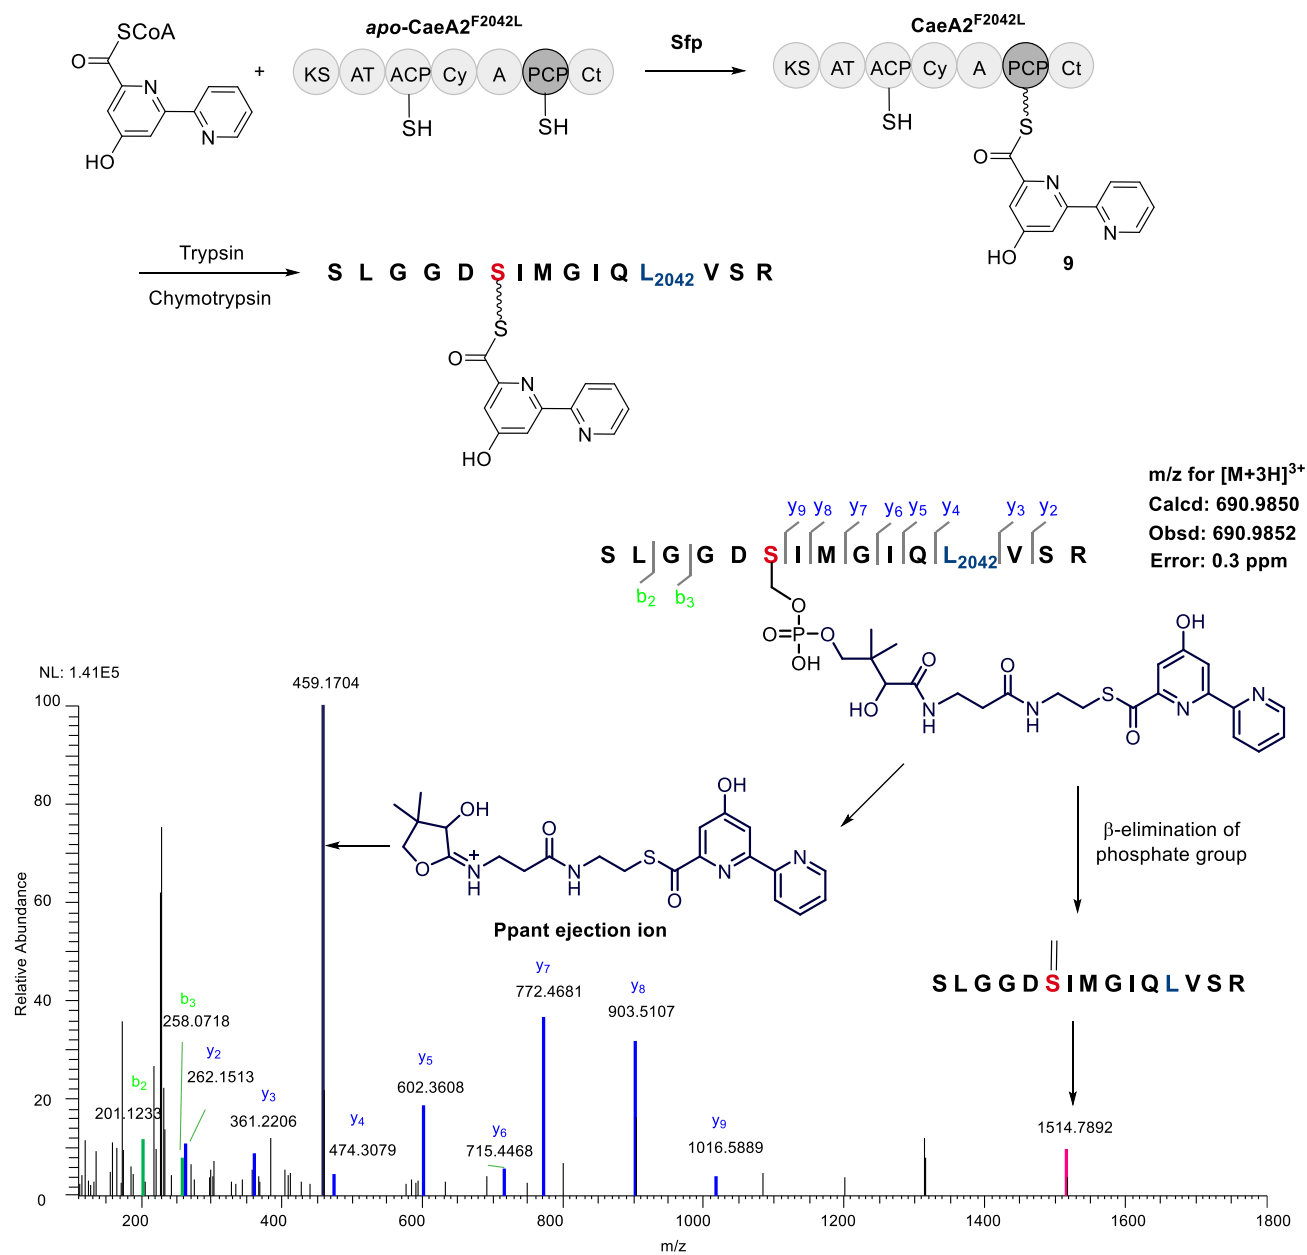 SCoA
O
N
N
HO
+
apo-CaeA2F2042L
KS AT ACP Cy A PCP Ct
SH
SH
Sfp
CaeA2F2042L
KS AT ACP Cy A PCP Ct
SH
S
O
N
N
HO
9
Trypsin
Chymotrypsin
S L G G D S I M G I Q L2042 V S R
S
O
N
N
HO
m/z for [M+3H]3+
Calcd: 690.9850
Obsd: 690.9852
Error: 0.3 ppm
y9 y8 y7 y6 y5 y4 y3 y2
S L G G D S I M G I Q L2042 V S R
b2 b3
O
O=P–O
OH
HO
O
N
H
O
N
H
S
O
OH
N
N
NL: 1.41E5
459.1704
OH
O
N
H
+
O
N
H
S
O
OH
N
N
Ppant ejection ion
β-elimination of
phosphate group
SLGGDSIMGIQLVSR
1514.7892
Relative Abundance
100
80
60
40
20
0
b2
201.1233
b3
258.0718
y2
262.1513
y3
361.2206
y4
474.3079
y5
602.3608
y6
715.4468
y7
772.4681
y8
903.5107
y9
1016.5889
200 400 600 800 1000 1200 1400 1600 1800
m/z